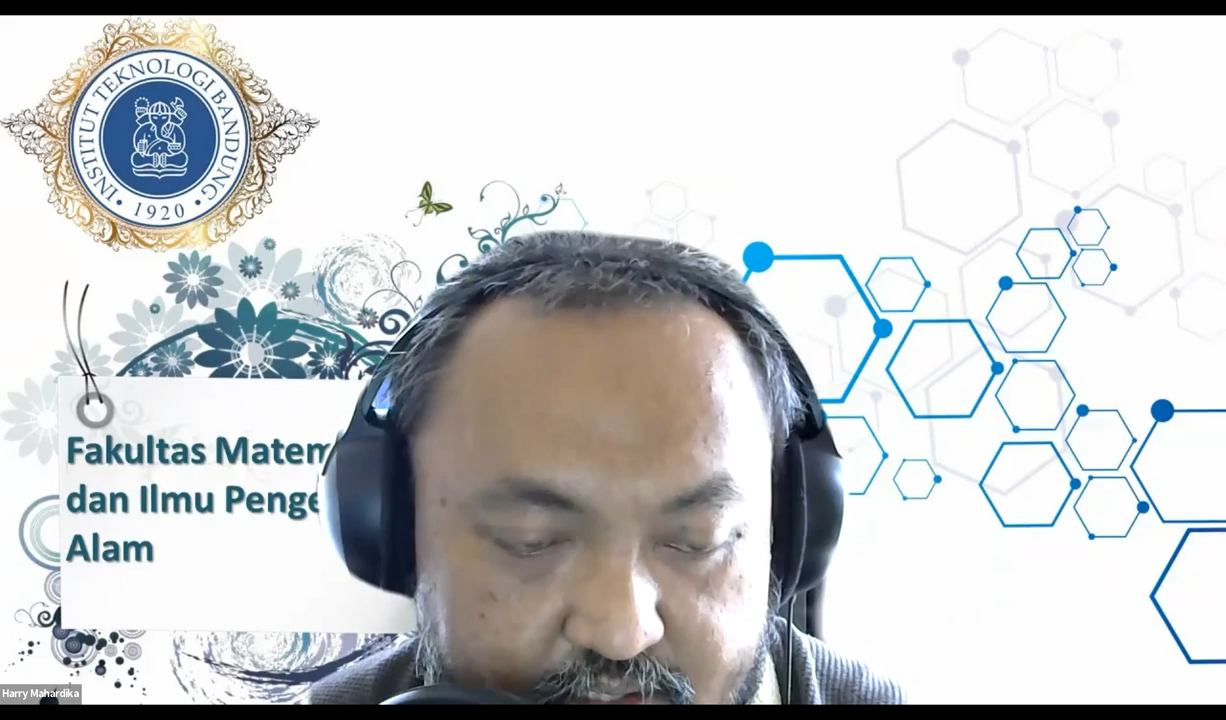 INSTITUT TEKNOLOGI BANDUNG
1920
Fakultas Matem
dan Ilmu Penge
Alam
Harry Mahardika